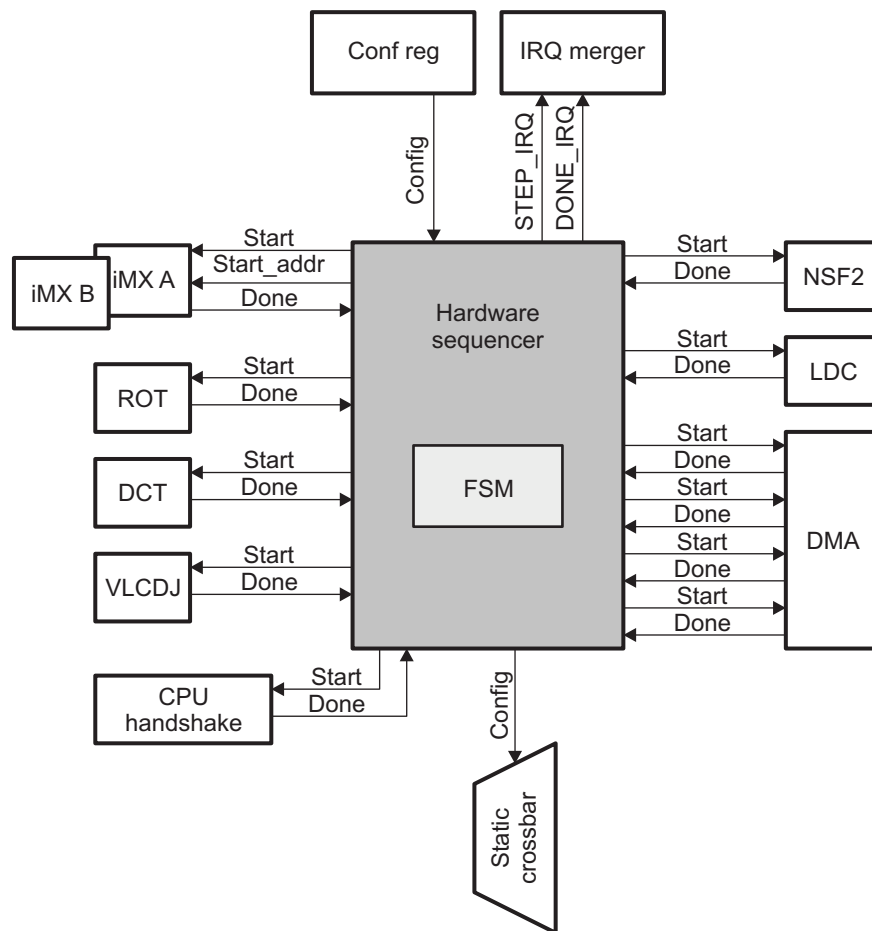 Conf reg
IRQ merger
Config
STEP_IRQ
DONE_IRQ
Start
Start_addr
Done
iMX A
iMX B
Hardware
sequencer
FSM
Start
Done
NSF2
Start
Done
LDC
Start
Done
ROT
Start
Done
DCT
Start
Done
VLCDJ
Start
Done
Start
Done
Start
Done
Start
Done
DMA
Start
Done
CPU
handshake
Config
Static
crossbar